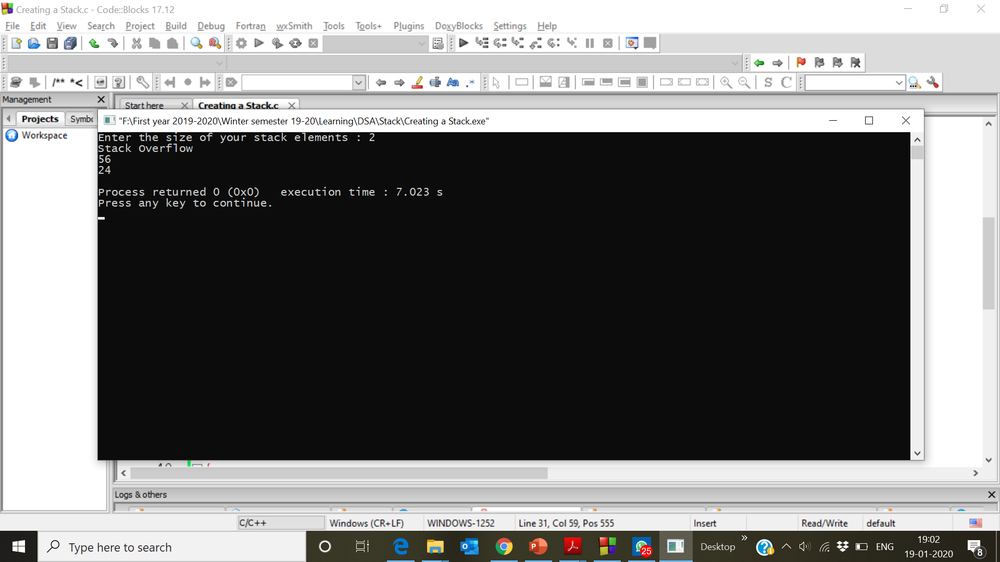 Creating a Stack.c - Code::Blocks 17.12
File Edit View Search Project Build Debug Fortran wxSmith Tools Tools+ Plugins DoxyBlocks Settings Help
/** *<
S C
Management
Start here Creating a Stack.c
Projects Symbo
Workspace
"F:\First year 2019-2020\Winter semester 19-20\Learning\DSA\Stack\Creating a Stack.exe"
Enter the size of your stack elements : 2
Stack Overflow
56
24
Process returned 0 (0x0)   execution time : 7.023 s
Press any key to continue.
Logs & others
C/C++ Windows (CR+LF) WINDOWS-1252 Line 31, Col 59, Pos 555 Insert Read/Write default
Type here to search
25
Desktop
ENG
19:02
19-01-2020
8